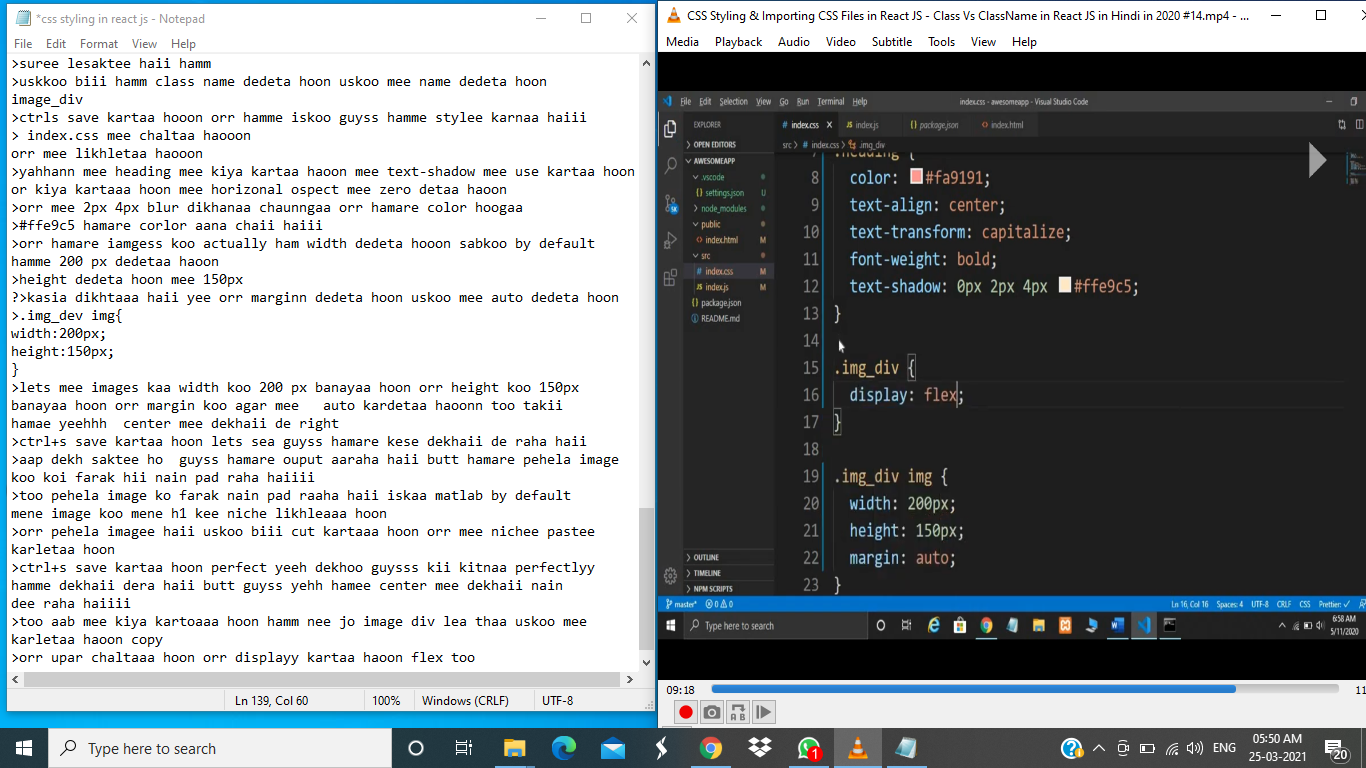 *css styling in react js - Notepad
File Edit Format View Help
>suree lesaktee haii hamm
>uskkoo biii hamm class name dedeta hoon uskoo mee name dedeta hoon
image_div
>ctrls save kartaa hooon orr hamme iskoo guyss hamme stylee karnaa haiii
> index.css mee chaltaa haooon
orr mee likhletaa haooon
>yahhann mee heading mee kiya kartaa haoon mee text-shadow mee use kartaa hoon
or kiya kartaaa hoon mee horizonal ospect mee zero detaa haoon
>orr mee 2px 4px blur dikhanaa chaunngaa orr hamare color hoogaa
>#ffe9c5 hamare corlor aana chaii haiii
>orr hamare iamgess koo actually ham width dedeta hooon sabkoo by default
hamme 200 px dedetaa haoon
>height dedeta hoon mee 150px
?>kasia dikhtaaa haii yee orr marginn dedeta hoon uskoo mee auto dedeta hoon
>.img_dev img{
width:200px;
height:150px;
}
>lets mee images kaa width koo 200 px banayaa hoon orr height koo 150px
banayaa hoon orr margin koo agar mee   auto kardetaa haoonn too takii
hamae yeehhh  center mee dekhaii de right
>ctrl+s save kartaa hoon lets sea guyss hamare kese dekhaii de raha haii
>aap dekh saktee ho  guyss hamare ouput aaraha haii butt hamare pehela image
koo koi farak hii nain pad raha haiiii
>too pehela image ko farak nain pad raaha haii iskaa matlab by default
mene image koo mene h1 kee niche likhleaaa hoon
>orr pehela imagee haii uskoo biii cut kartaaa hoon orr mee nichee pastee
karletaa hoon
>ctrl+s save kartaa hoon perfect yeeh dekhoo guysss kii kitnaa perfectlyy
hamme dekhaii dera haii butt guyss yehh hamee center mee dekhaii nain
dee raha haiiii
>too aab mee kiya kartoaaa hoon hamm nee jo image div lea thaa uskoo mee
karletaa haoon copy
>orr upar chaltaaa hoon orr displayy kartaa haoon flex too
Ln 139, Col 60 100% Windows (CRLF) UTF-8
CSS Styling & Importing CSS Files in React JS - Class Vs ClassName in React JS in Hindi in 2020 #14.mp4 - ...
Media Playback Audio Video Subtitle Tools View Help
File Edit Selection View Go Run Terminal Help index.css - awesomeapp - Visual Studio Code
EXPLORER
OPEN EDITORS
AWESOMEAPP
.vscode
settings.json U
node_modules
public
index.html M
src
index.css M
index.js M
package.json
README.md
OUTLINE
TIMELINE
NPM SCRIPTS
# index.css X JS index.js {} package.json <> index.html
src > # index.css > .img_div
7 .heading {
8 color: #fa9191;
9 text-align: center;
10 text-transform: capitalize;
11 font-weight: bold;
12 text-shadow: 0px 2px 4px #ffe9c5;
13 }
14
15 .img_div {
16 display: flex;
17 }
18
19 .img_div img {
20 width: 200px;
21 height: 150px;
22 margin: auto;
23 }
master* 0 0 Ln 16, Col 16 Spaces: 4 UTF-8 CRLF CSS Prettier: ✓
Type here to search 6:58 AM
5/11/2020
09:18 11
A B
Type here to search 1 ENG 05:50 AM
25-03-2021 20